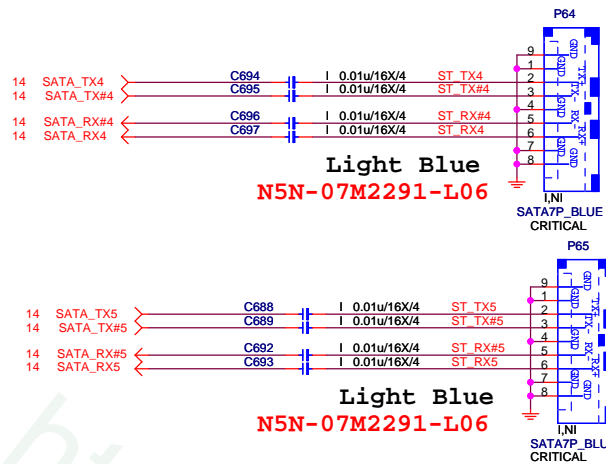 P64
9
GND
1
GND
14 SATA_TX4 C694 I 0.01u/16X/4 ST_TX4 2 TX+
14 SATA_TX#4 C695 I 0.01u/16X/4 ST_TX#4 3 TX-
4
GND
14 SATA_RX#4 C696 I 0.01u/16X/4 ST_RX#4 5 RX-
14 SATA_RX4 C697 I 0.01u/16X/4 ST_RX4 6 RX+
7
GND
8
GND
Light Blue
N5N-07M2291-L06
I,NI
SATA7P_BLUE
CRITICAL
P65
9
GND
1
GND
14 SATA_TX5 C688 I 0.01u/16X/4 ST_TX5 2 TX+
14 SATA_TX#5 C689 I 0.01u/16X/4 ST_TX#5 3 TX-
4
GND
14 SATA_RX#5 C692 I 0.01u/16X/4 ST_RX#5 5 RX-
14 SATA_RX5 C693 I 0.01u/16X/4 ST_RX5 6 RX+
7
GND
8
GND
Light Blue
N5N-07M2291-L06
I,NI
SATA7P_BLU
CRITICAL